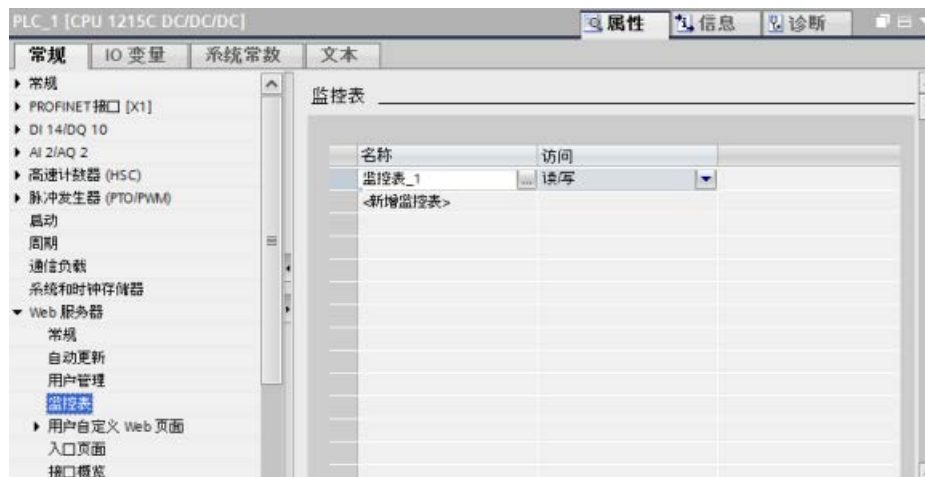 PLC_1 [CPU 1215C DC/DC/DC]
属性 信息 诊断
常规 IO 变量 系统常数 文本
常规
PROFINET接口 [X1]
DI 14/DQ 10
AI 2/AQ 2
高速计数器 (HSC)
脉冲发生器 (PTO/PWM)
启动
周期
通信负载
系统和时钟存储器
Web 服务器
常规
自动更新
用户管理
监控表
用户自定义 Web 页面
入口页面
接口概览
监控表
名称 访问
监控表_1 ... 读/写
<新增监控表>